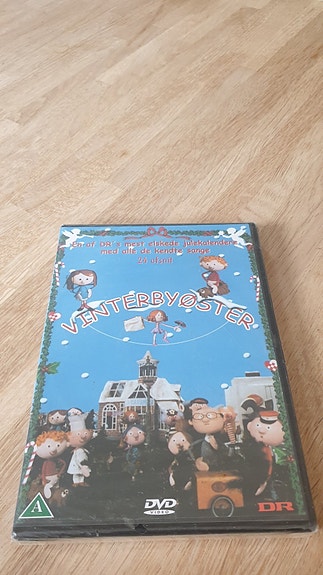 En af DR's mest elskede julekalendere
med alle de kendte sange
24 afsnit
VINTERBYØSTER
A
DVD
VIDEO
DR